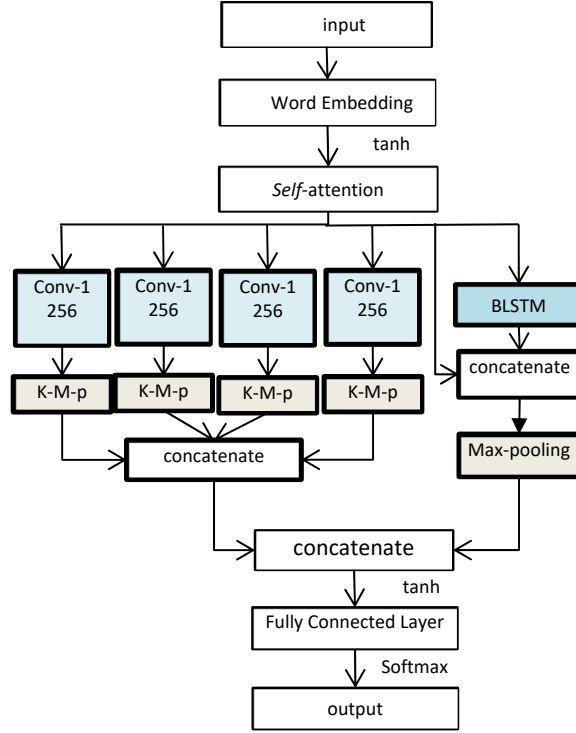 input
Word Embedding
tanh
Self-attention
Conv-1 Conv-1 Conv-1 Conv-1
256 256 256 256
BLSTM
concatenate
K-M-p K-M-p K-M-p K-M-p
concatenate
Max-pooling
concatenate
tanh
Fully Connected Layer
Softmax
output